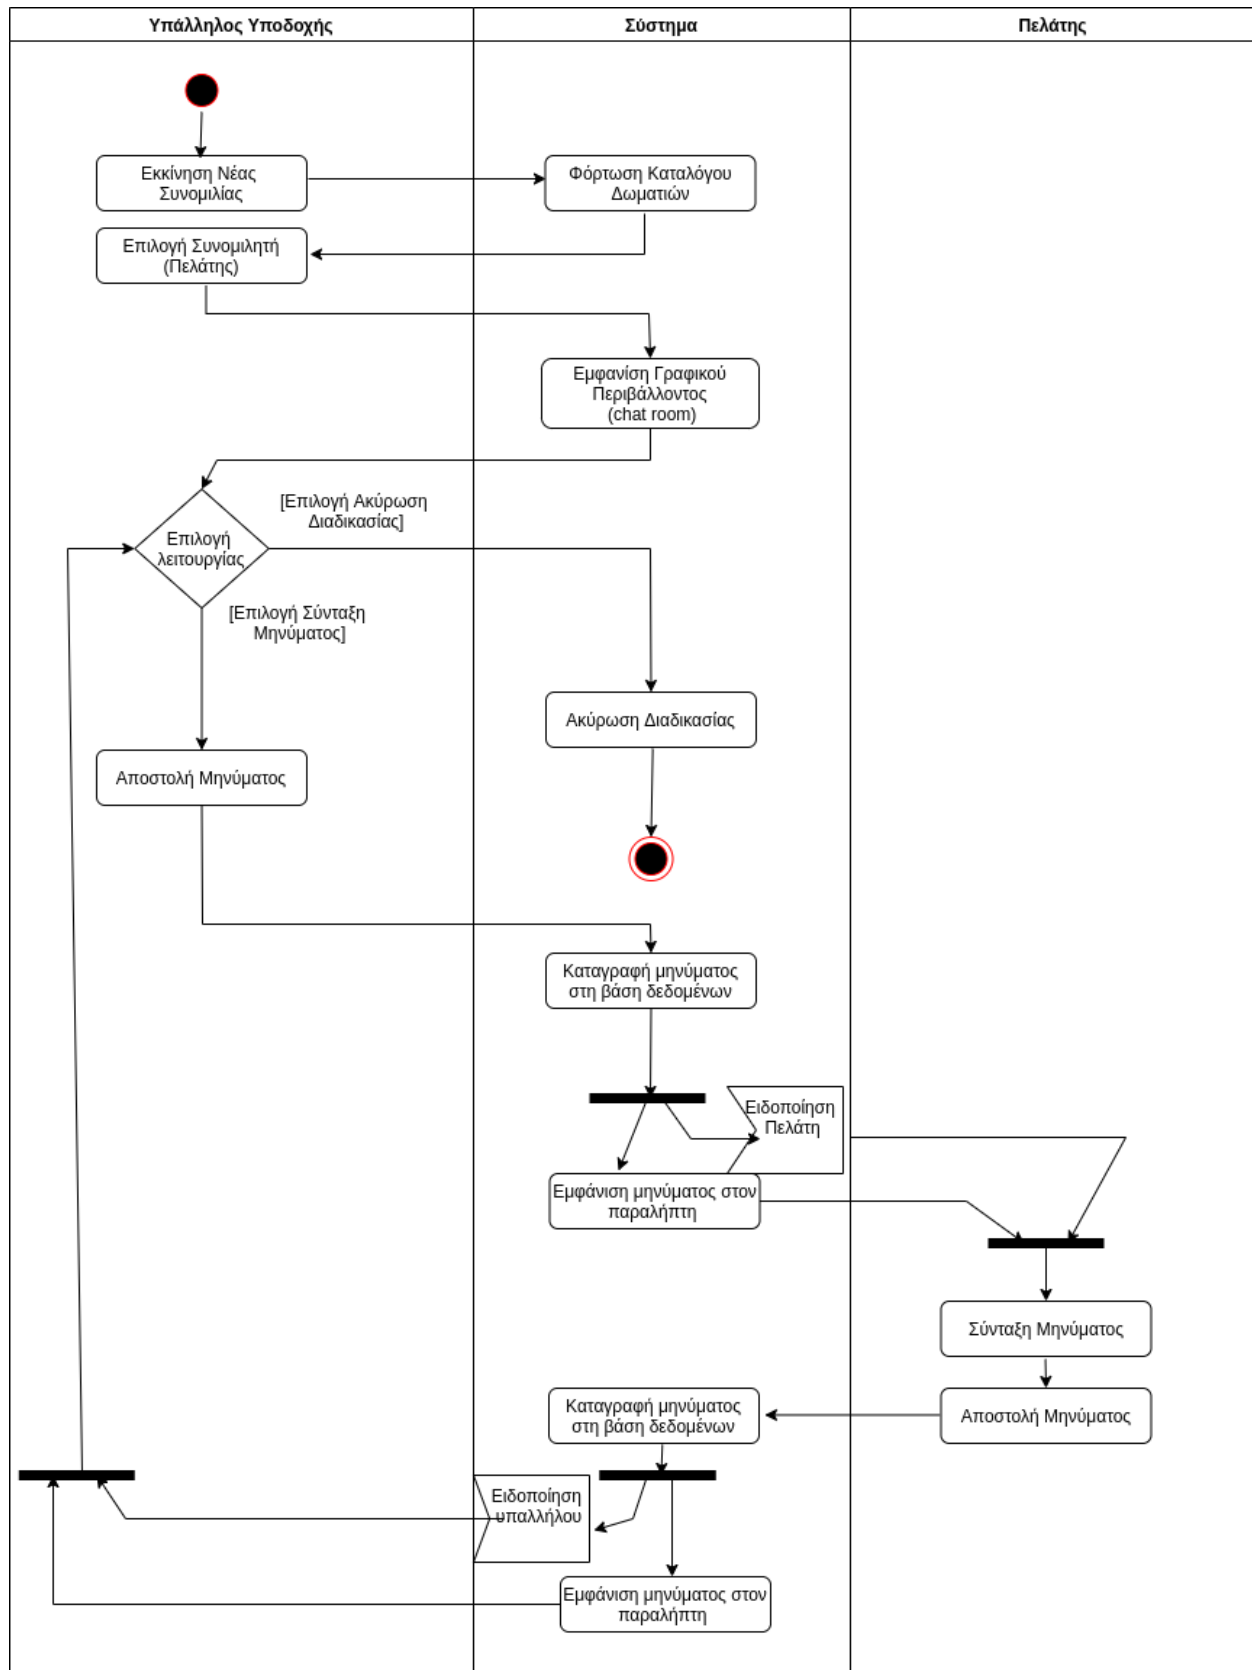 Υπάλληλος Υποδοχής
Σύστημα
Πελάτης
Εκκίνηση Νέας
Συνομιλίας
Φόρτωση Καταλόγου
Δωματιών
Επιλογή Συνομιλητή
(Πελάτης)
Εμφανίση Γραφικού
Περιβάλλοντος
(chat room)
[Επιλογή Ακύρωση
Διαδικασίας]
Επιλογή
λειτουργίας
[Επιλογή Σύνταξη
Μηνύματος]
Ακύρωση Διαδικασίας
Αποστολή Μηνύματος
Καταγραφή μηνύματος
στη βάση δεδομένων
Ειδοποίηση
Πελάτη
Εμφάνιση μηνύματος στον
παραλήπτη
Σύνταξη Μηνύματος
Καταγραφή μηνύματος
στη βάση δεδομένων
Αποστολή Μηνύματος
Ειδοποίηση
υπαλλήλου
Εμφάνιση μηνύματος στον
παραλήπτη